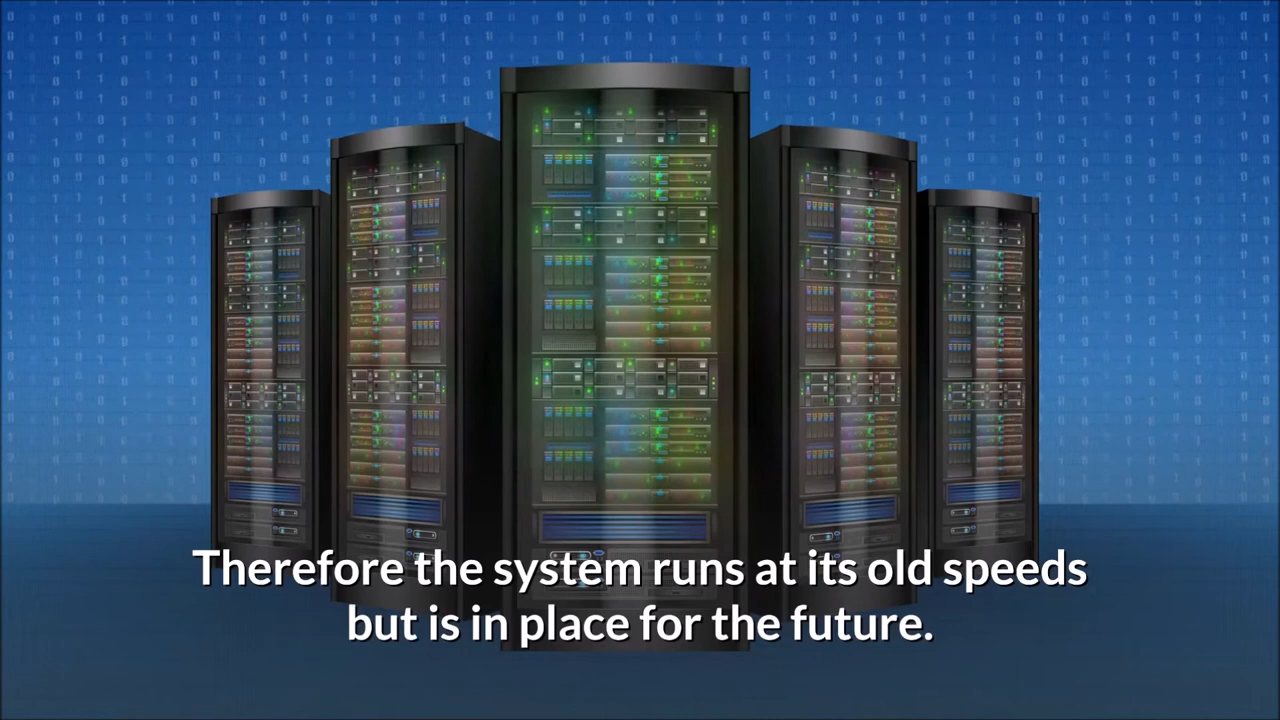 Therefore the system runs at its old speeds
but is in place for the future.